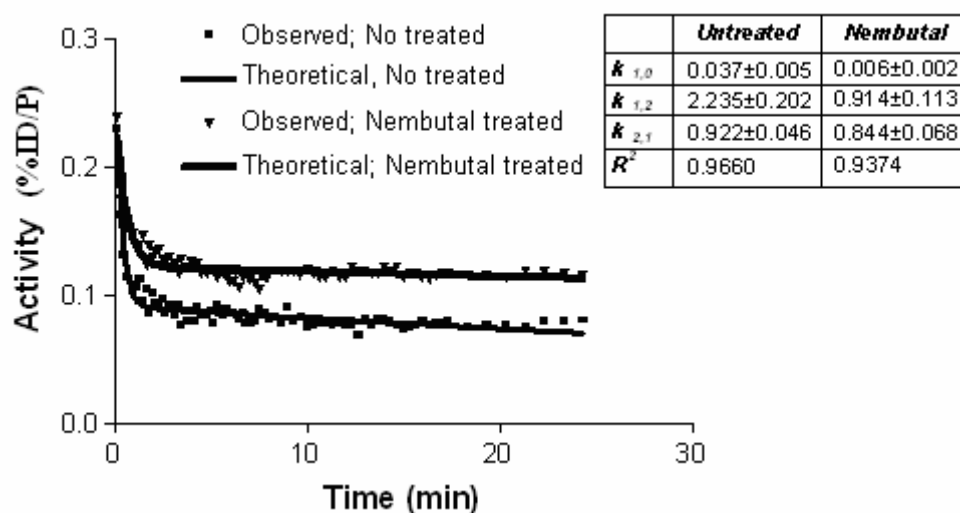 0.3
0.2
0.1
0.0
Activity (%ID/P)
0
10
20
30
Time (min)
Observed; No treated
Theoretical, No treated
Observed; Nembutal treated
Theoretical; Nembutal treated
Untreated Nembutal
k 1,0 0.037±0.005 0.006±0.002
k 1,2 2.235±0.202 0.914±0.113
k 2,1 0.922±0.046 0.844±0.068
R² 0.9660 0.9374